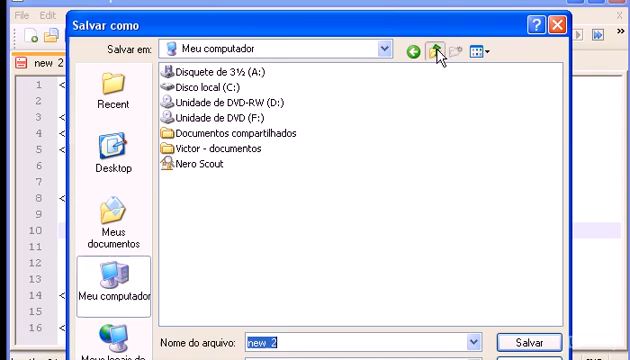 Salvar como
File Edit
Salvar em: Meu computador
new 2
Recent
Desktop
Meus documentos
Meu computador
Meus locais de
Disquete de 3½ (A:)
Disco local (C:)
Unidade de DVD-RW (D:)
Unidade de DVD (F:)
Documentos compartilhados
Victor - documentos
Nero Scout
1 <
2
3 <
4 <
5 <
6
7
8 <
9
10
11
12
13
14 <
15
16 <
Nome do arquivo: new 2 Salvar